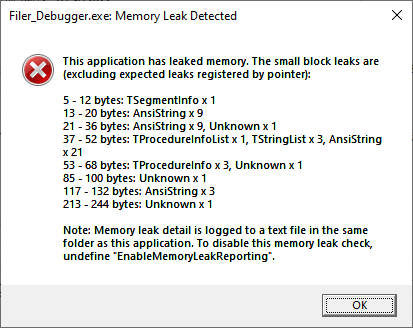 Filer_Debugger.exe: Memory Leak Detected
This application has leaked memory. The small block leaks are
(excluding expected leaks registered by pointer):
5 - 12 bytes: TSegmentInfo x 1
13 - 20 bytes: AnsiString x 9
21 - 36 bytes: AnsiString x 9, Unknown x 1
37 - 52 bytes: TProcedureInfoList x 1, TStringList x 3, AnsiString
x 21
53 - 68 bytes: TProcedureInfo x 3, Unknown x 1
85 - 100 bytes: Unknown x 1
117 - 132 bytes: AnsiString x 3
213 - 244 bytes: Unknown x 1
Note: Memory leak detail is logged to a text file in the same
folder as this application. To disable this memory leak check,
undefine "EnableMemoryLeakReporting".
OK